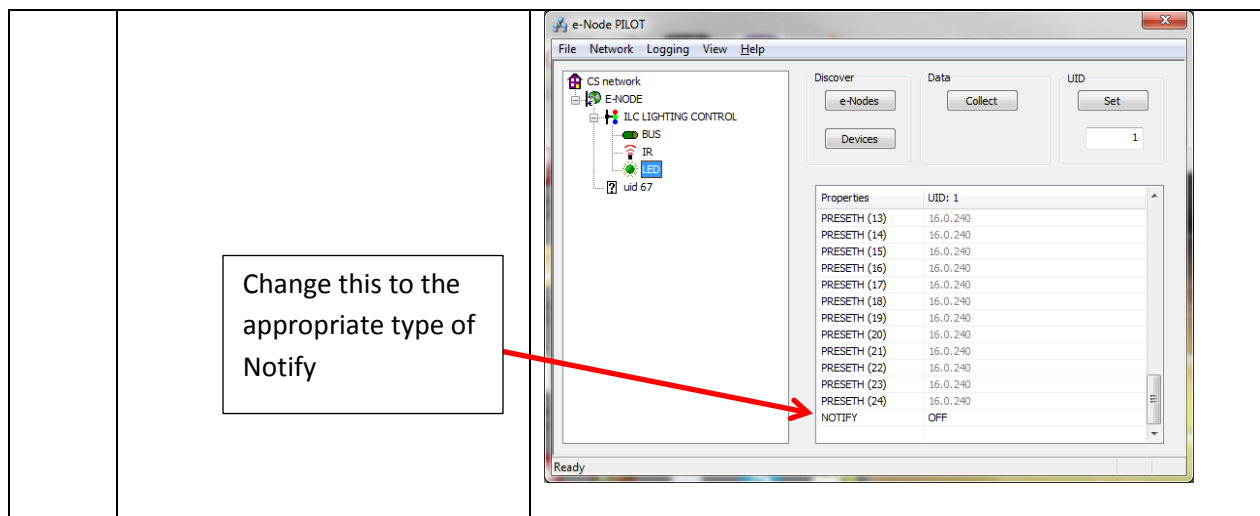 e-Node PILOT
File Network Logging View Help
CS network
E-NODE
ILC LIGHTING CONTROL
BUS
IR
LED
? uid 67
Discover
e-Nodes
Devices
Data
Collect
UID
Set
1
Properties UID: 1
PRESETH (13) 16.0.240
PRESETH (14) 16.0.240
PRESETH (15) 16.0.240
PRESETH (16) 16.0.240
PRESETH (17) 16.0.240
PRESETH (18) 16.0.240
PRESETH (19) 16.0.240
PRESETH (20) 16.0.240
PRESETH (21) 16.0.240
PRESETH (22) 16.0.240
PRESETH (23) 16.0.240
PRESETH (24) 16.0.240
NOTIFY OFF
Ready
Change this to the
appropriate type of
Notify